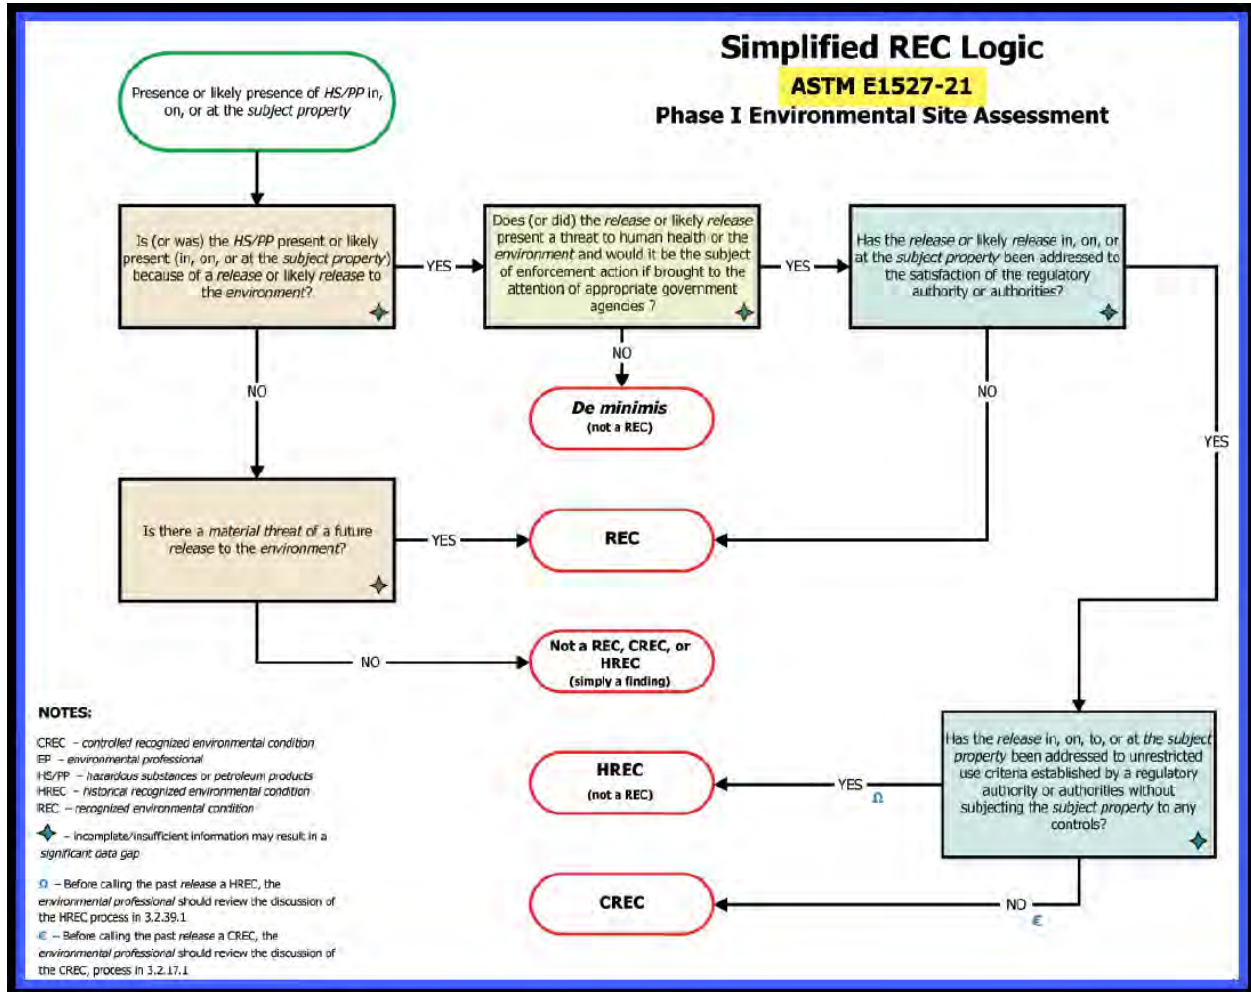 Simplified REC Logic
ASTM E1527-21
Phase I Environmental Site Assessment
Presence or likely presence of HS/PP in,
on, or at the subject property
Is (or was) the HS/PP present or likely
present (in, on, or at the subject property)
because of a release or likely release to
the environment?
YES
Does (or did) the release or likely release
present a threat to human health or the
environment and would it be the subject
of enforcement action if brought to the
attention of appropriate government
agencies ?
YES
Has the release or likely release in, on, or
at the subject property been addressed to
the satisfaction of the regulatory
authority or authorities?
NO
NO
NO
YES
De minimis
(not a REC)
Is there a material threat of a future
release to the environment?
YES
REC
NO
Not a REC, CREC, or
HREC
(simply a finding)
Has the release in, on, to, or at the subject
property been addressed to unrestricted
use criteria established by a regulatory
authority or authorities without
subjecting the subject property to any
controls?
YES
Ω
HREC
(not a REC)
NO
€
CREC
NOTES:
CREC – controlled recognized environmental condition
EP – environmental professional
HS/PP – hazardous substances or petroleum products
HREC – historical recognized environmental condition
REC – recognized environmental condition
– incomplete/insufficient information may result in a
significant data gap
Ω – Before calling the past release a HREC, the
environmental professional should review the discussion of
the HREC process in 3.2.39.1
€ – Before calling the past release a CREC, the
environmental professional should review the discussion of
the CREC, process in 3.2.17.1